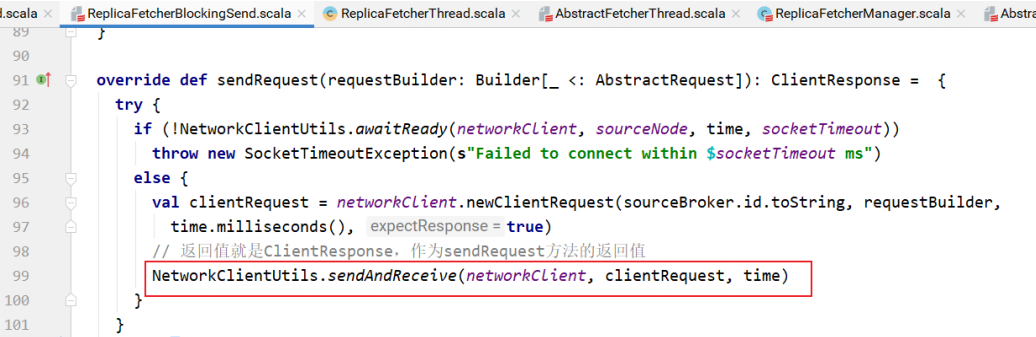 d.scala ReplicaFetcherBlockingSend.scala ReplicaFetcherThread.scala AbstractFetcherThread.scala ReplicaFetcherManager.scala Abstra
89 }
90
91 override def sendRequest(requestBuilder: Builder[_ <: AbstractRequest]): ClientResponse = {
92 try {
93 if (!NetworkClientUtils.awaitReady(networkClient, sourceNode, time, socketTimeout))
94 throw new SocketTimeoutException(s"Failed to connect within $socketTimeout ms")
95 else {
96 val clientRequest = networkClient.newClientRequest(sourceBroker.id.toString, requestBuilder,
97 time.milliseconds(), expectResponse = true)
98 // 返回值就是ClientResponse，作为sendRequest方法的返回值
99 NetworkClientUtils.sendAndReceive(networkClient, clientRequest, time)
100 }
101 }